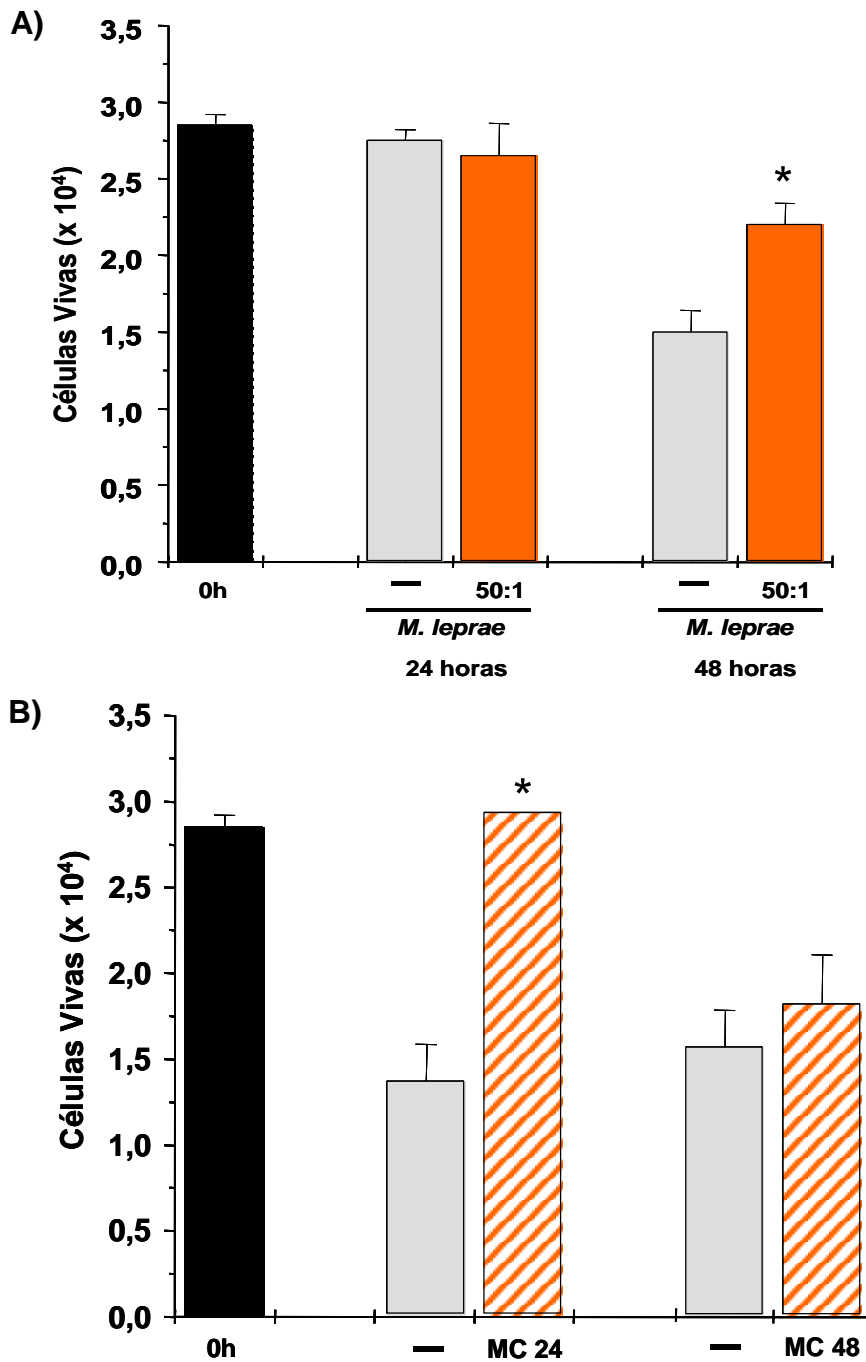 A)
Células Vivas (x 10⁴)
3,5
3,0
2,5
2,0
1,5
1,0
0,5
0,0
*
0h
–
50:1
–
50:1
M. leprae
M. leprae
24 horas
48 horas
B)
Células Vivas (x 10⁴)
3,5
3,0
2,5
2,0
1,5
1,0
0,5
0,0
*
0h
–
MC 24
–
MC 48